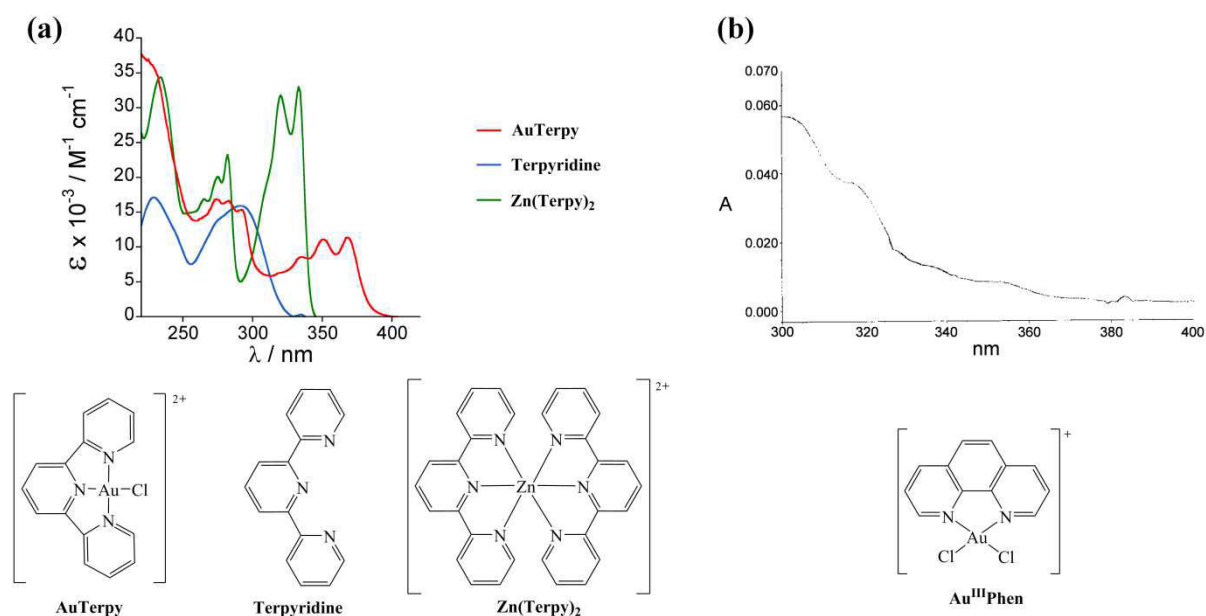 (a)
40
35
30
25
20
15
10
5
0
ε x 10⁻³ / M⁻¹ cm⁻¹
250
300
350
400
λ / nm
AuTerpy
Terpyridine
Zn(Terpy)₂
(b)
0.070
0.060
0.040
0.020
0.000
A
300
320
340
360
380
400
nm
2+
N
N
Au
Cl
N
AuTerpy
N
N
N
Terpyridine
2+
N
N
N
Zn
N
N
N
Zn(Terpy)₂
+
N
N
Au
Cl
Cl
Auᴵᴵᴵ Phen